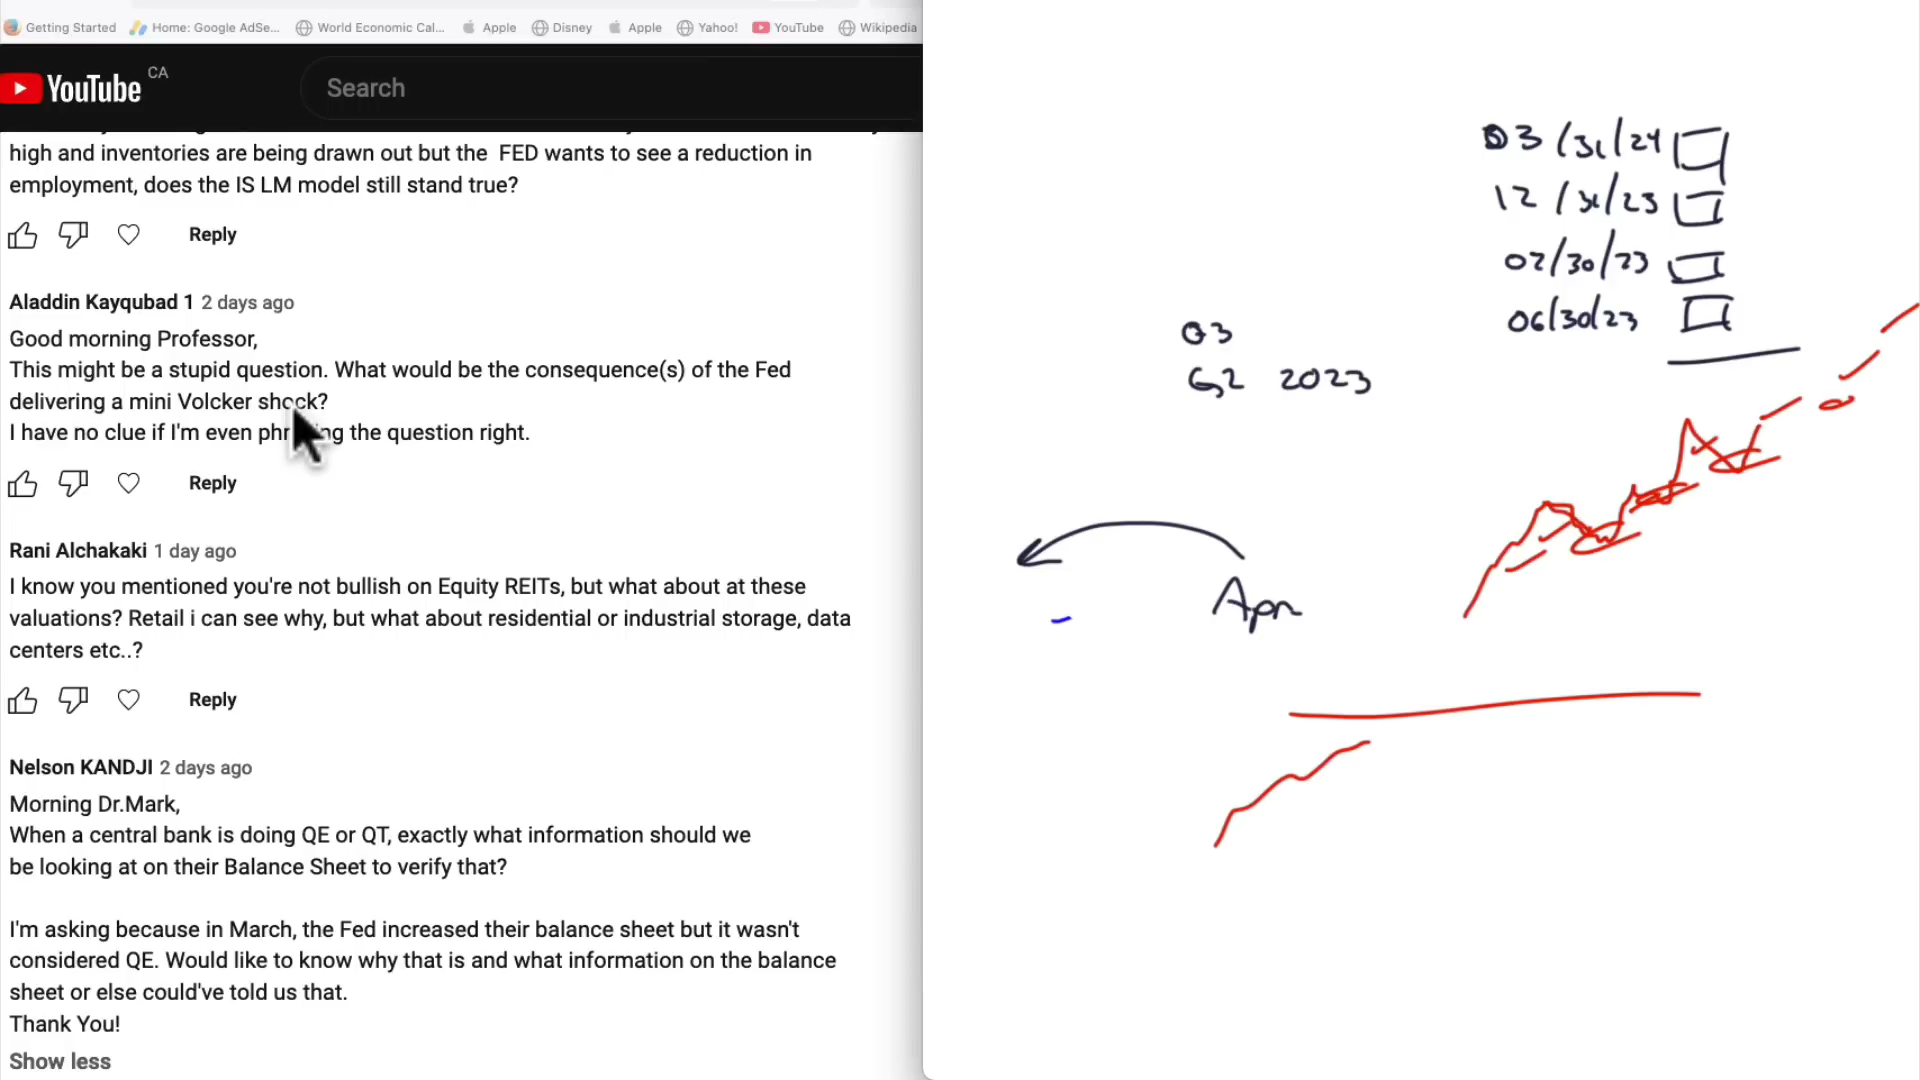 Getting Started Home: Google AdSe... World Economic Cal... Apple Disney Apple Yahoo! YouTube Wikipedia
YouTube CA
Search
high and inventories are being drawn out but the FED wants to see a reduction in
employment, does the IS LM model still stand true?
Reply
Aladdin Kayqubad 1 2 days ago
Good morning Professor,
This might be a stupid question. What would be the consequence(s) of the Fed
delivering a mini Volcker shock?
I have no clue if I'm even the question right.
Reply
Rani Alchakaki 1 day ago
I know you mentioned you're not bullish on Equity REITs, but what about at these
valuations? Retail i can see why, but what about residential or industrial storage, data
centers etc..?
Reply
Nelson KANDJI 2 days ago
Morning Dr.Mark,
When a central bank is doing QE or QT, exactly what information should we
be looking at on their Balance Sheet to verify that?
I'm asking because in March, the Fed increased their balance sheet but it wasn't
considered QE. Would like to know why that is and what information on the balance
sheet or else could've told us that.
Thank You!
Show less
03/31/24
12/31/23
02/30/23
06/30/23
Q3
Q2 2023
Apr